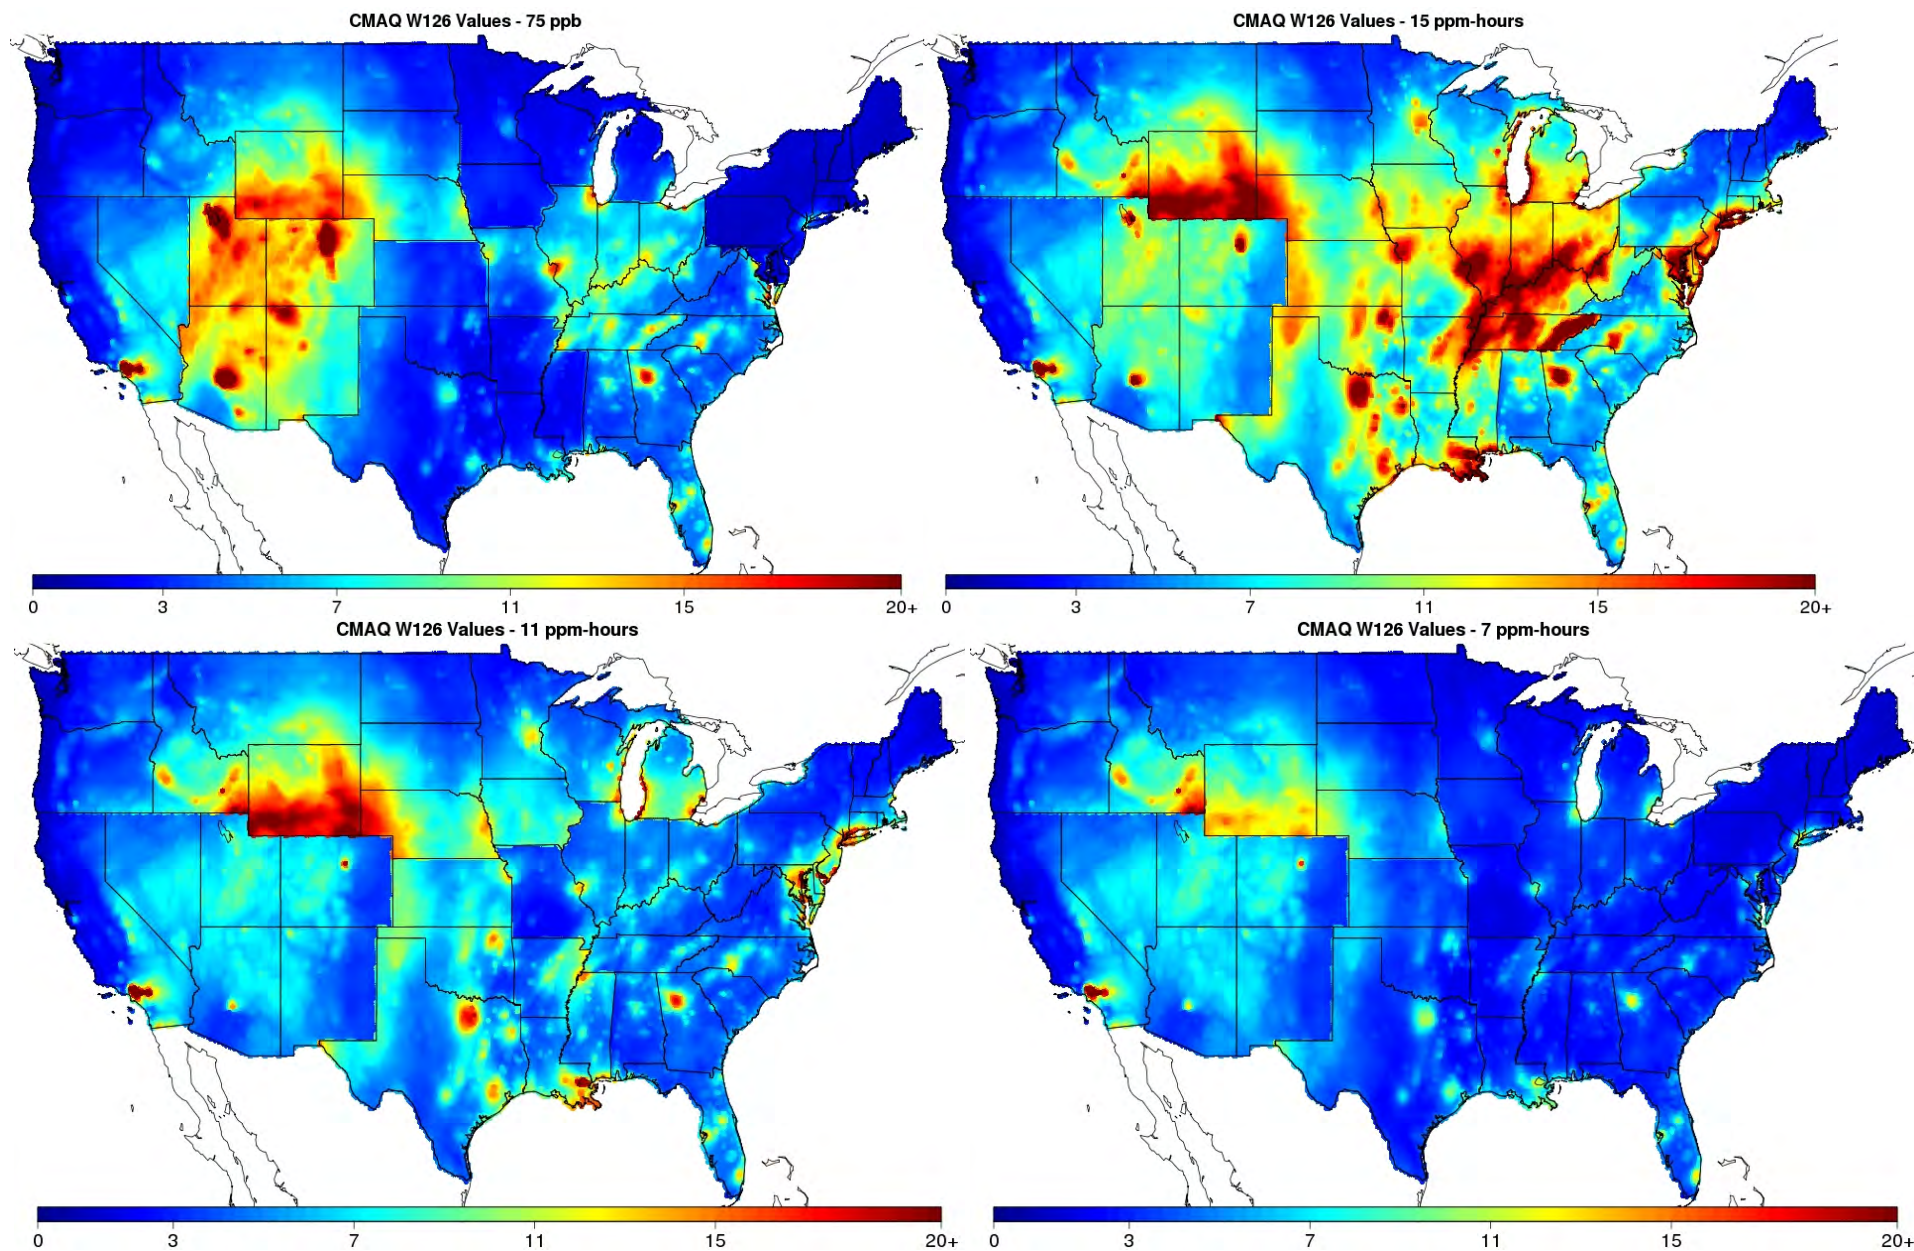 CMAQ W126 Values - 75 ppb
CMAQ W126 Values - 15 ppm-hours
0 3 7 11 15 20+
0 3 7 11 15 20+
CMAQ W126 Values - 11 ppm-hours
CMAQ W126 Values - 7 ppm-hours
0 3 7 11 15 20+
3 7 11 15 20+